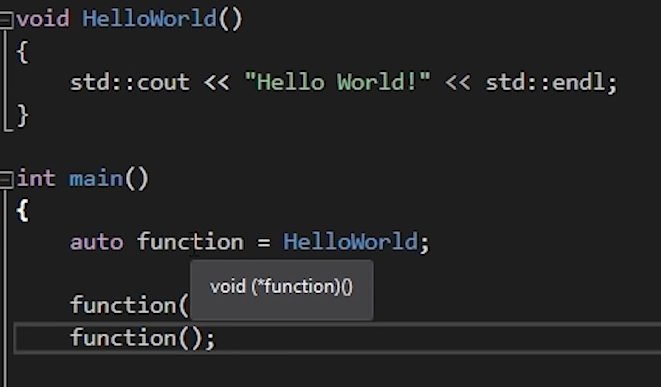 void HelloWorld()
{
    std::cout << "Hello World!" << std::endl;
}
int main()
{
    auto function = HelloWorld;
void (*function)()
    function(
    function();